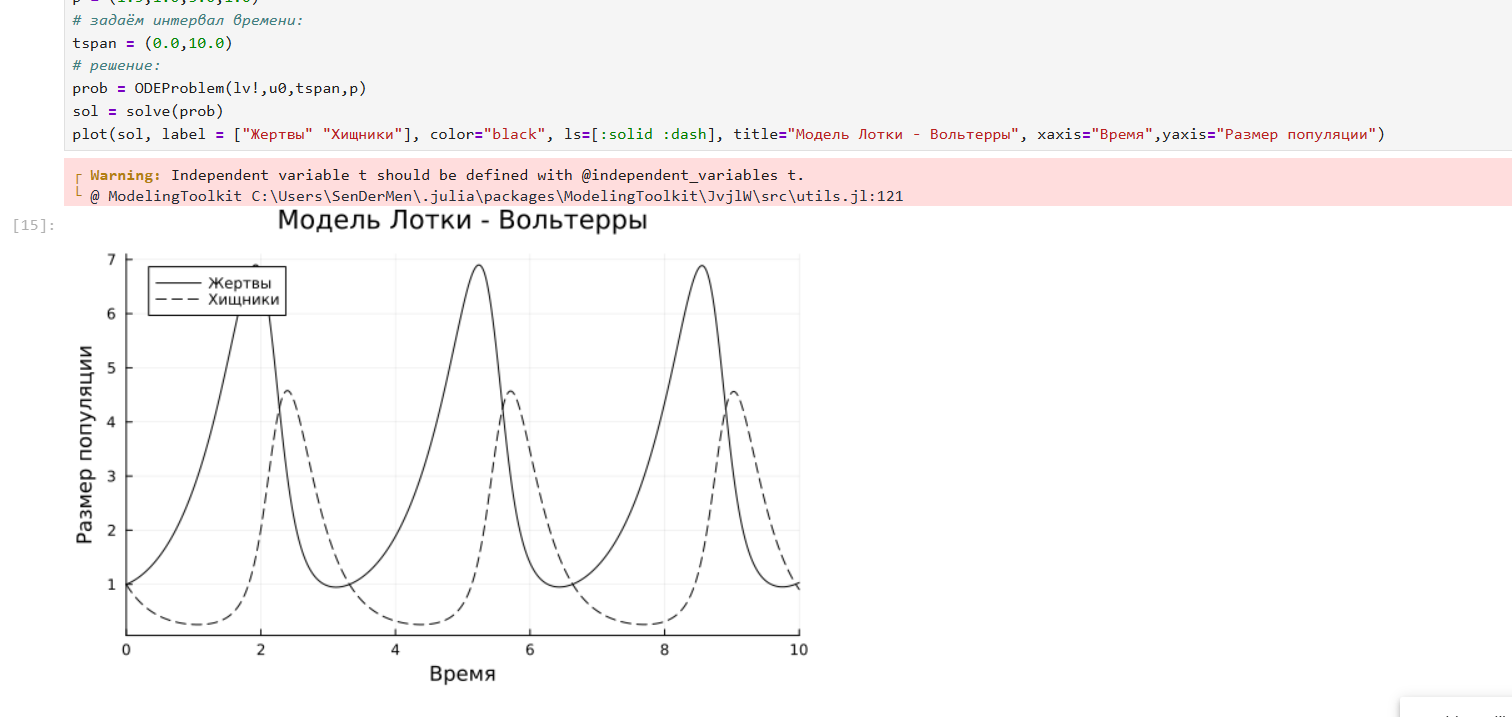 # задаём интервал времени:
tspan = (0.0,10.0)
# решение:
prob = ODEProblem(lv!,u0,tspan,p)
sol = solve(prob)
plot(sol, label = ["Жертвы" "Хищники"], color="black", ls=[:solid :dash], title="Модель Лотки - Вольтерры", xaxis="Время",yaxis="Размер популяции")
┌ Warning: Independent variable t should be defined with @independent_variables t.
└ @ ModelingToolkit C:\Users\SenDerMen\.julia\packages\ModelingToolkit\JvjlW\src\utils.jl:121
[15]:
Модель Лотки - Вольтерры
Жертвы
Хищники
Размер популяции
7
6
5
4
3
2
1
0 2 4 6 8 10
Время